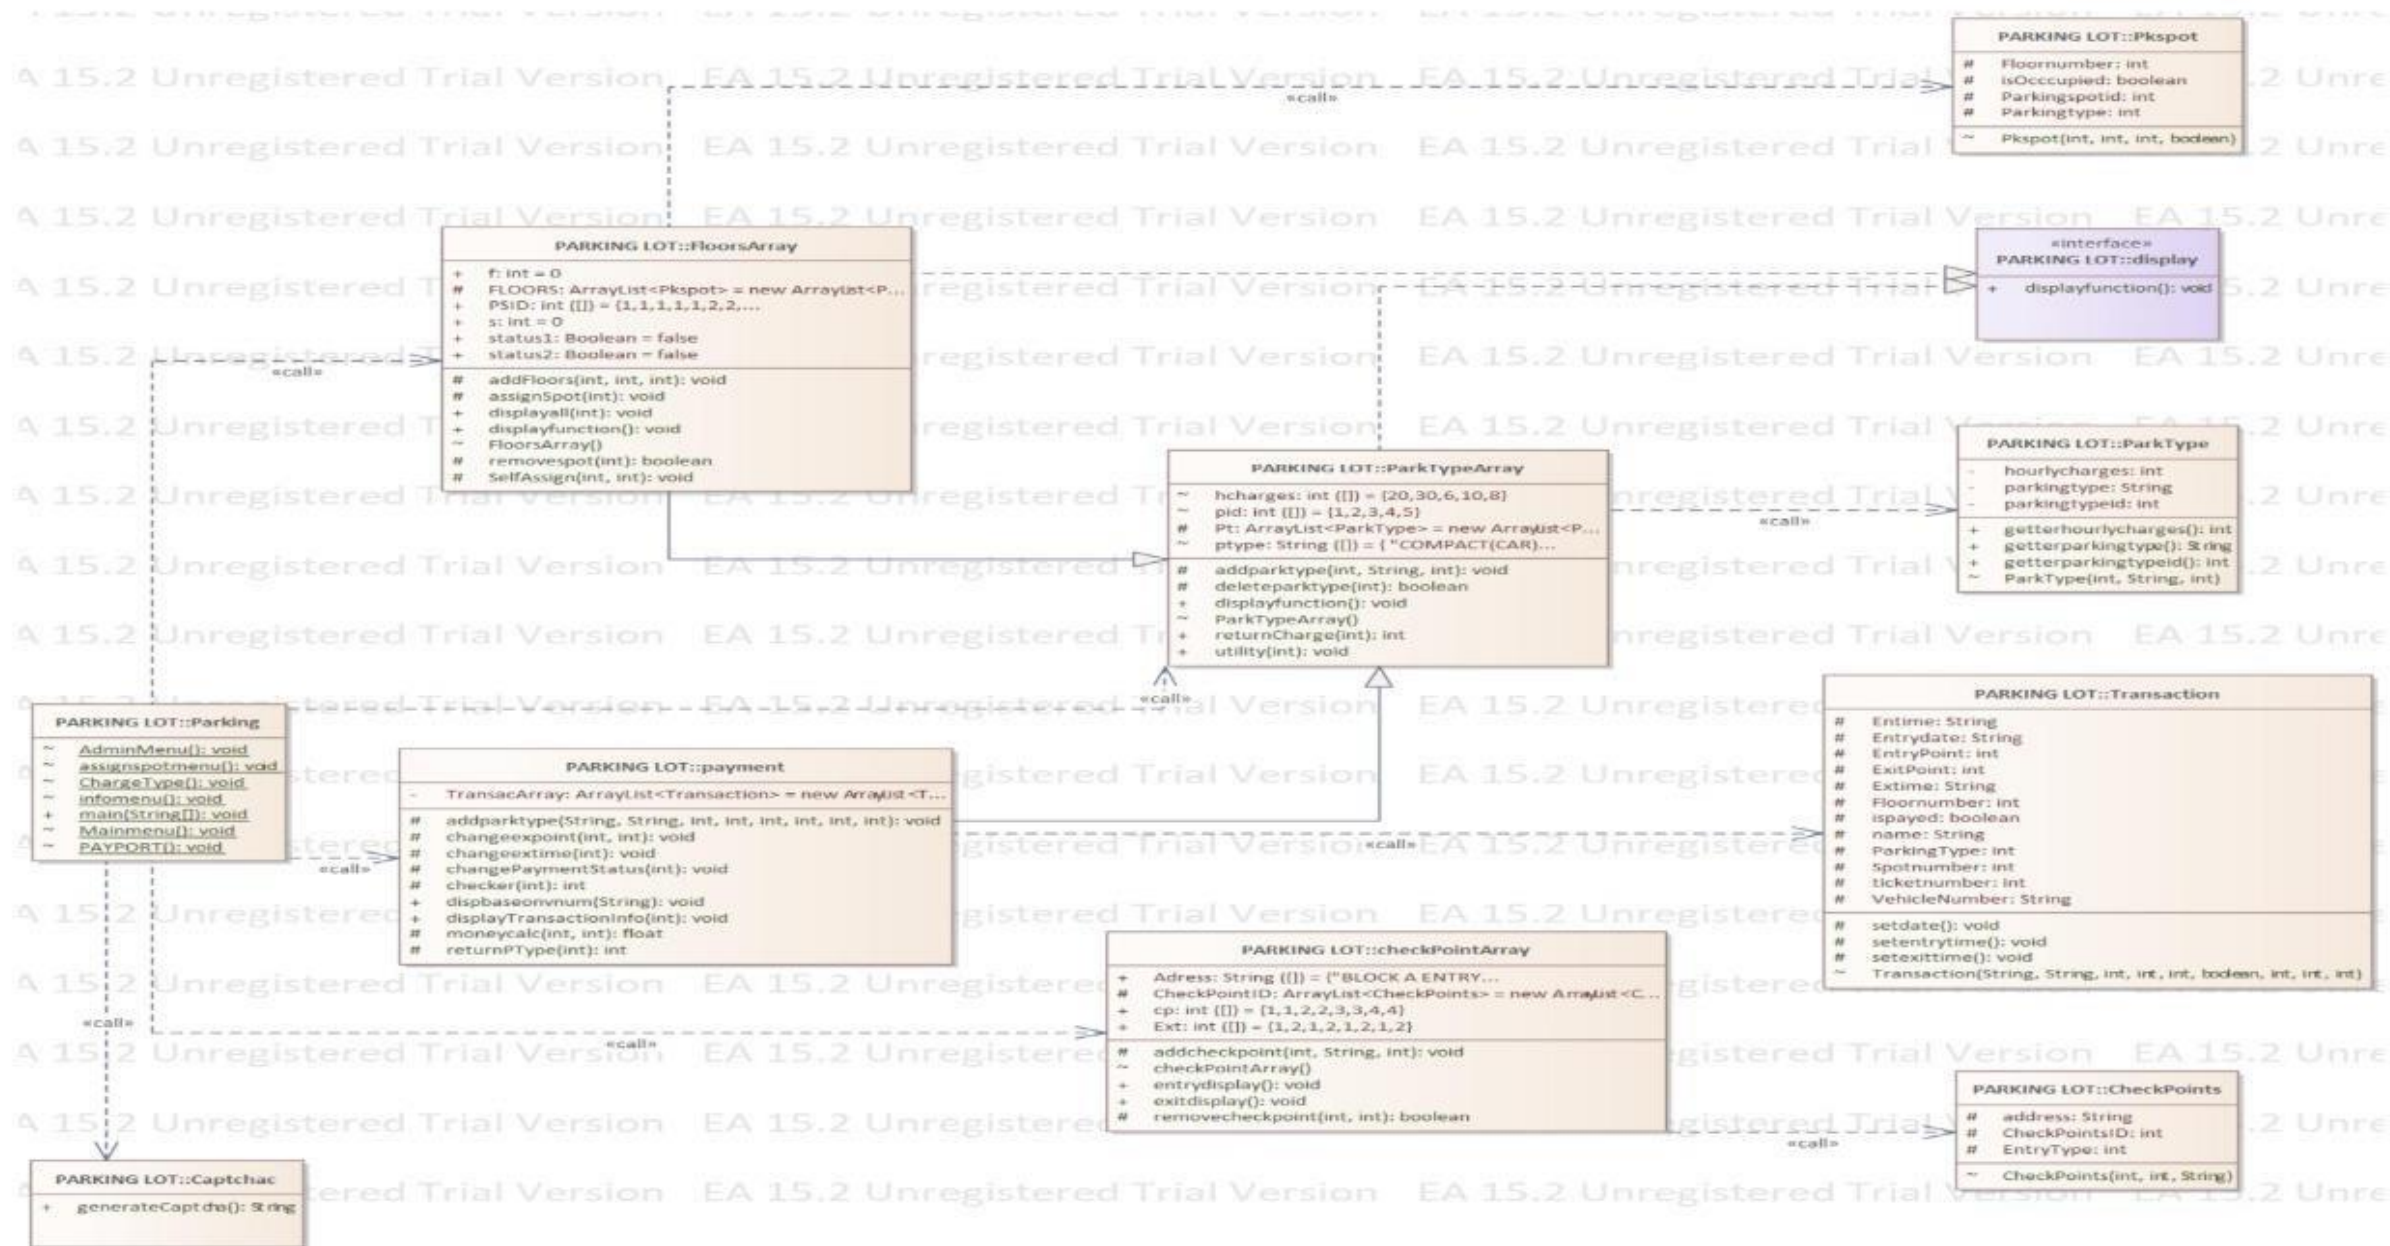 PARKING LOT::Pkspot
# Floornumber: int
# isOcccupied: boolean
# Parkingspotid: int
# Parkingtype: int
~ Pkspot(int, int, int, boolean)
«call»
PARKING LOT::FloorsArray
+ f: int = 0
# FLOORS: ArrayList<Pkspot> = new ArrayList<P...
+ PSID: int ([]) = {1,1,1,1,1,2,2,...
+ s: int = 0
+ status1: Boolean = false
+ status2: Boolean = false
# addFloors(int, int, int): void
# assignSpot(int): void
+ displayall(int): void
+ displayfunction(): void
~ FloorsArray()
# removespot(int): boolean
# SelfAssign(int, int): void
«interface»
PARKING LOT::display
+ displayfunction(): void
«call»
PARKING LOT::ParkTypeArray
~ hcharges: int ([]) = {20,30,6,10,8}
~ pid: int ([]) = {1,2,3,4,5}
# Pt: ArrayList<ParkType> = new ArrayList<P...
~ ptype: String ([]) = { "COMPACT(CAR)...
# addparktype(int, String, int): void
# deleteparktype(int): boolean
+ displayfunction(): void
~ ParkTypeArray()
+ returnCharge(int): int
+ utility(int): void
«call»
PARKING LOT::ParkType
- hourlycharges: int
- parkingtype: String
- parkingtypeid: int
+ getterhourlycharges(): int
+ getterparkingtype(): String
+ getterparkingtypeid(): int
~ ParkType(int, String, int)
«call»
PARKING LOT::Parking
~ AdminMenu(): void
~ assignspotmenu(): void
~ ChargeType(): void
~ infomenu(): void
+ main(String[]): void
~ Mainmenu(): void
~ PAYPORT(): void
«call»
PARKING LOT::payment
- TransacArray: ArrayList<Transaction> = new ArrayList<T...
# addparktype(String, String, int, int, int, int, int, int): void
# changeexpoint(int, int): void
# changeextime(int): void
# changePaymentStatus(int): void
# checker(int): int
+ dispbaseonvnum(String): void
+ displayTransactionInfo(int): void
# moneycalc(int, int): float
# returnPType(int): int
«call»
PARKING LOT::Transaction
# Entime: String
# Entrydate: String
# EntryPoint: int
# ExitPoint: int
# Extime: String
# Floornumber: int
# ispayed: boolean
# name: String
# ParkingType: int
# Spotnumber: int
# ticketnumber: int
# VehicleNumber: String
# setdate(): void
# setentrytime(): void
# setexittime(): void
~ Transaction(String, String, int, int, int, boolean, int, int, int)
«call»
«call»
PARKING LOT::checkPointArray
+ Adress: String ([]) = {"BLOCK A ENTRY...
# CheckPointID: ArrayList<CheckPoints> = new ArrayList<C...
+ cp: int ([]) = {1,1,2,2,3,3,4,4}
+ Ext: int ([]) = {1,2,1,2,1,2,1,2}
# addcheckpoint(int, String, int): void
~ checkPointArray()
+ entrydisplay(): void
+ exitdisplay(): void
# removecheckpoint(int, int): boolean
«call»
PARKING LOT::CheckPoints
# address: String
# CheckPointsID: int
# EntryType: int
~ CheckPoints(int, int, String)
PARKING LOT::Captchac
+ generateCaptcha(): String
EA 15.2 Unregistered Trial Version